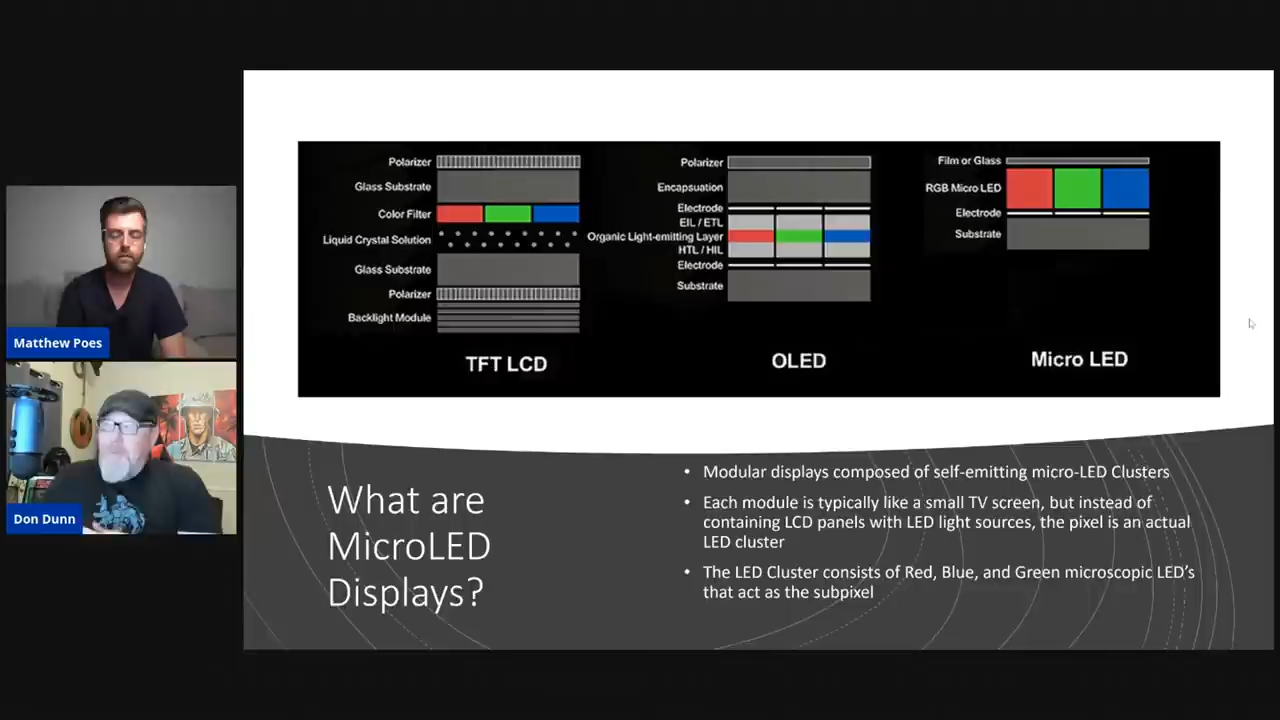 Matthew Poes
Don Dunn
Polarizer
Glass Substrate
Color Filter
Liquid Crystal Solution
Glass Substrate
Polarizer
Backlight Module
TFT LCD
Polarizer
Encapsuation
Electrode
EIL / ETL
Organic Light-emitting Layer
HTL / HIL
Electrode
Substrate
OLED
Film or Glass
RGB Micro LED
Electrode
Substrate
Micro LED
What are
MicroLED
Displays?
• Modular displays composed of self-emitting micro-LED Clusters
• Each module is typically like a small TV screen, but instead of
containing LCD panels with LED light sources, the pixel is an actual
LED cluster
• The LED Cluster consists of Red, Blue, and Green microscopic LED's
that act as the subpixel